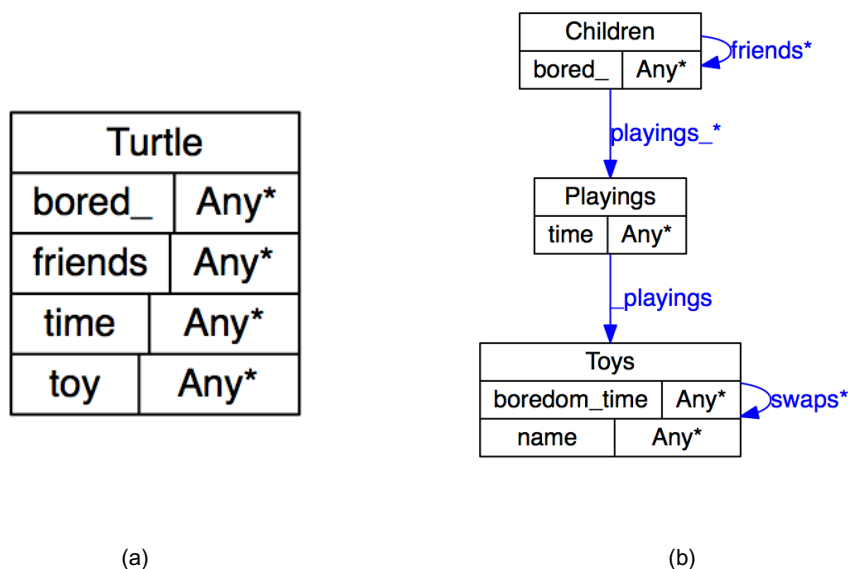 Turtle
bored_ Any*
friends Any*
time Any*
toy Any*
(a)
Children
bored_ Any*
friends*
playings_*
Playings
time Any*
_playings
Toys
boredom_time Any*
swaps*
name Any*
(b)